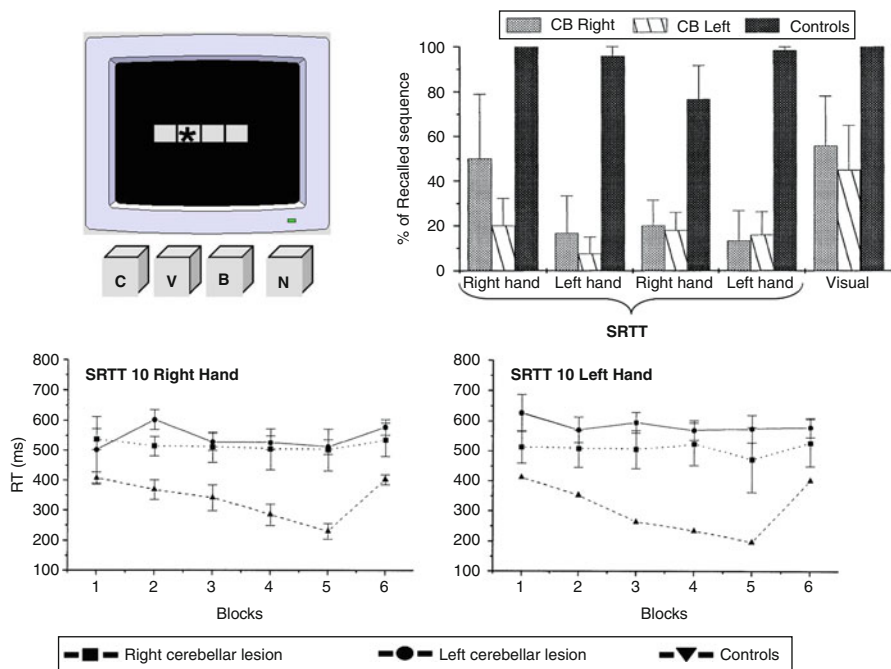 CB Right CB Left Controls
100
80
60
40
20
0
% of Recalled sequence
Right hand Left hand Right hand Left hand Visual
SRTT
*
C V B N
SRTT 10 Right Hand
800
700
600
500
400
300
200
100
RT (ms)
1 2 3 4 5 6
Blocks
SRTT 10 Left Hand
800
700
600
500
400
300
200
100
1 2 3 4 5 6
Blocks
Right cerebellar lesion Left cerebellar lesion Controls